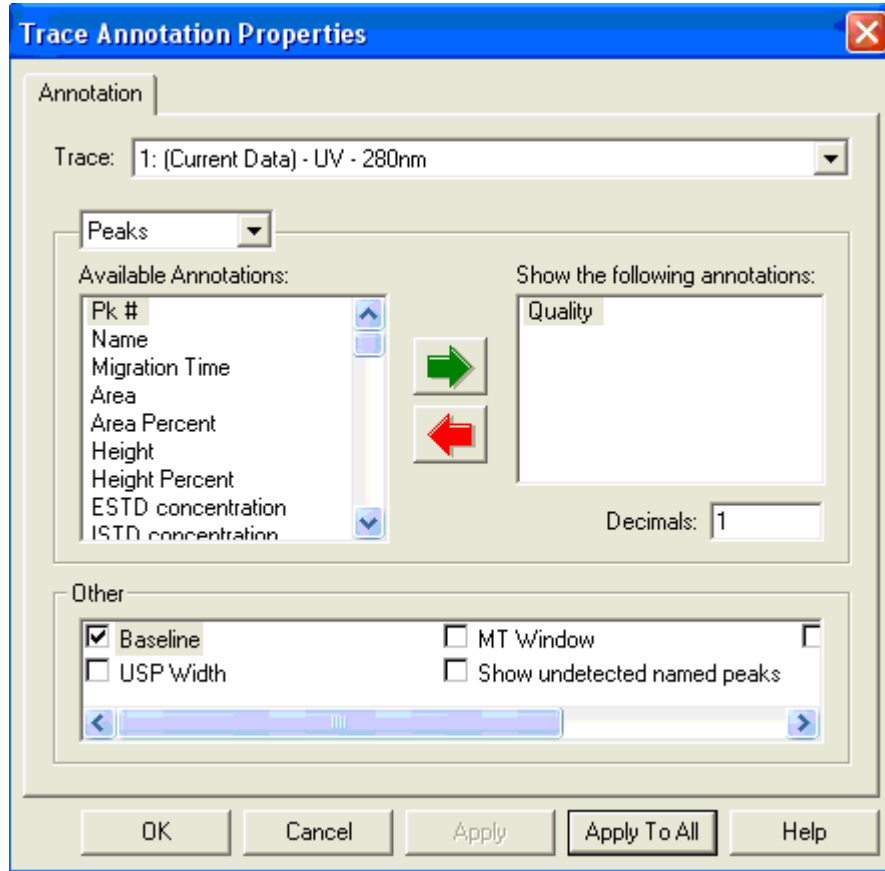 Trace Annotation Properties
Annotation
Trace: 1: (Current Data) - UV - 280nm
Peaks
Available Annotations:
Pk #
Name
Migration Time
Area
Area Percent
Height
Height Percent
ESTD concentration
ISTD concentration
Show the following annotations:
Quality
Decimals: 1
Other
Baseline
MT Window
USP Width
Show undetected named peaks
OK
Cancel
Apply
Apply To All
Help